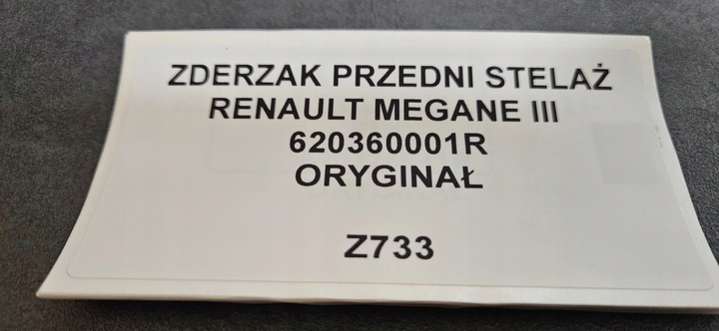 ZDERZAK PRZEDNI STELAŻ
RENAULT MEGANE III
620360001R
ORYGINAŁ
Z733